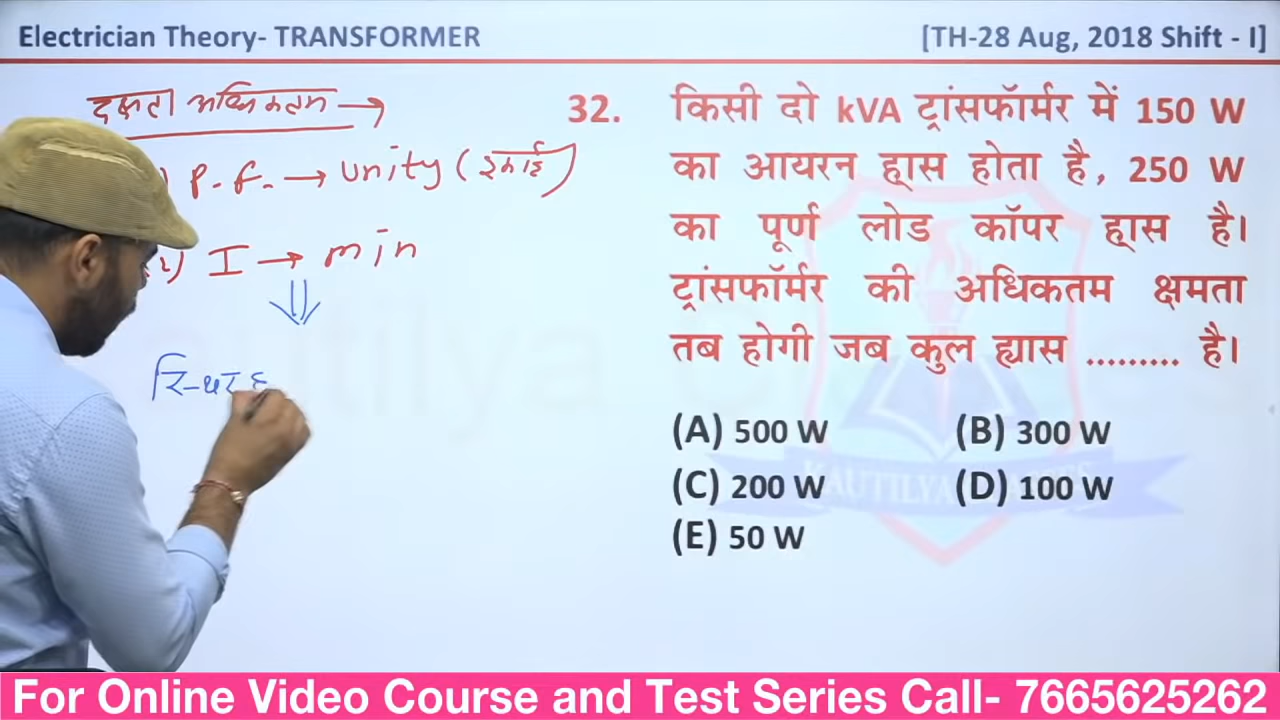 Electrician Theory- TRANSFORMER
[TH-28 Aug, 2018 Shift - I]
दक्षता अधिकतम →
P.F. → unity (इकाई)
2) I → min
स्थिर ह
32. किसी दो kVA ट्रांसफॉर्मर में 150 W
का आयरन ह्रास होता है, 250 W
का पूर्ण लोड कॉपर ह्रास है।
ट्रांसफॉर्मर की अधिकतम क्षमता
तब होगी जब कुल ह्यास ......... है।
(A) 500 W (B) 300 W
(C) 200 W (D) 100 W
(E) 50 W
For Online Video Course and Test Series Call- 7665625262